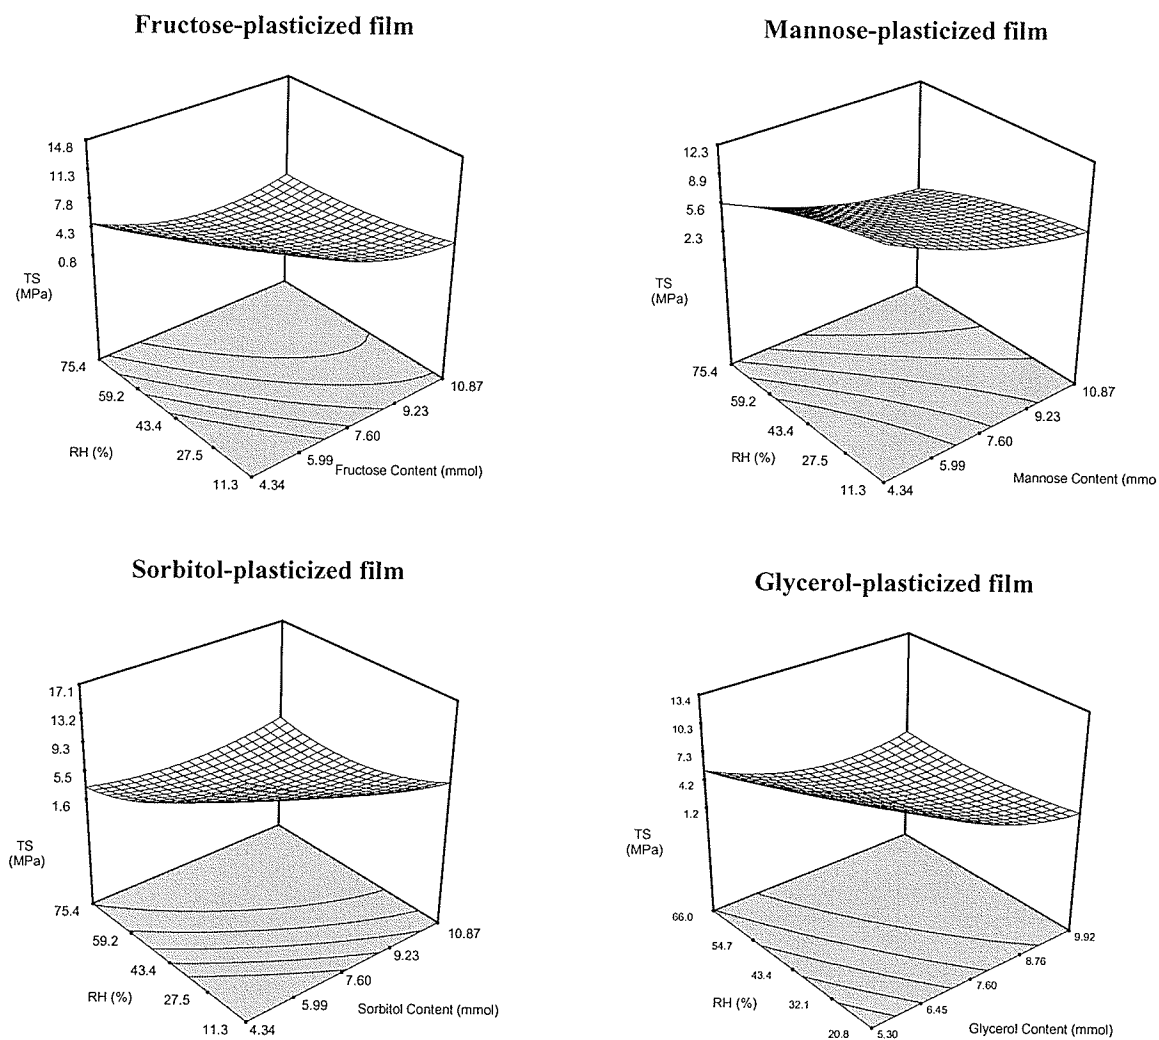 Fructose-plasticized film
14.8
11.3
7.8
4.3
0.8
TS
(MPa)
75.4
59.2
43.4
27.5
11.3
RH (%)
4.34
5.99
7.60
9.23
10.87
Fructose Content (mmol)
Mannose-plasticized film
12.3
8.9
5.6
2.3
TS
(MPa)
75.4
59.2
43.4
27.5
11.3
RH (%)
4.34
5.99
7.60
9.23
10.87
Mannose Content (mmo
Sorbitol-plasticized film
17.1
13.2
9.3
5.5
1.6
TS
(MPa)
75.4
59.2
43.4
27.5
11.3
RH (%)
4.34
5.99
7.60
9.23
10.87
Sorbitol Content (mmol)
Glycerol-plasticized film
13.4
10.3
7.3
4.2
1.2
TS
(MPa)
66.0
54.7
43.4
32.1
20.8
RH (%)
5.30
6.45
7.60
8.76
9.92
Glycerol Content (mmol)